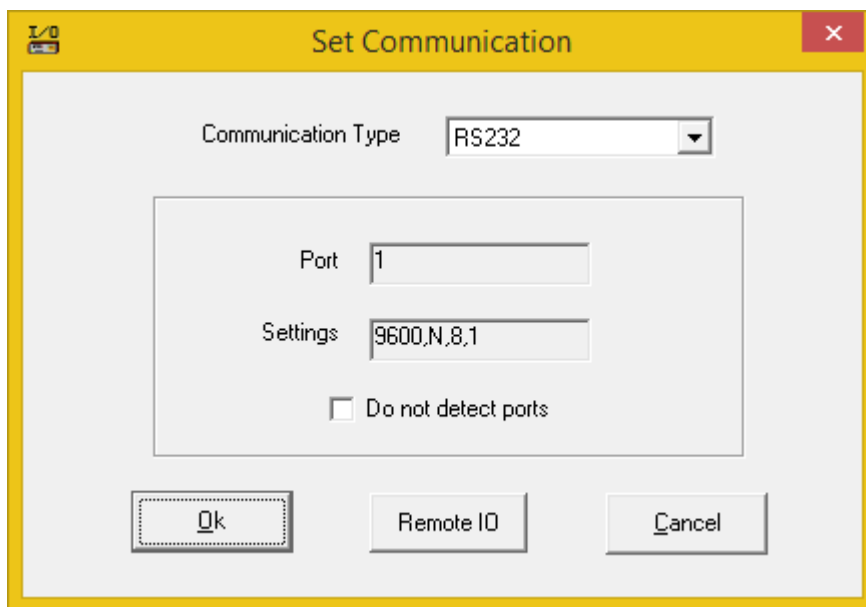 I/O
Set Communication
Communication Type RS232
Port 1
Settings 9600,N,8,1
Do not detect ports
Ok Remote IO Cancel